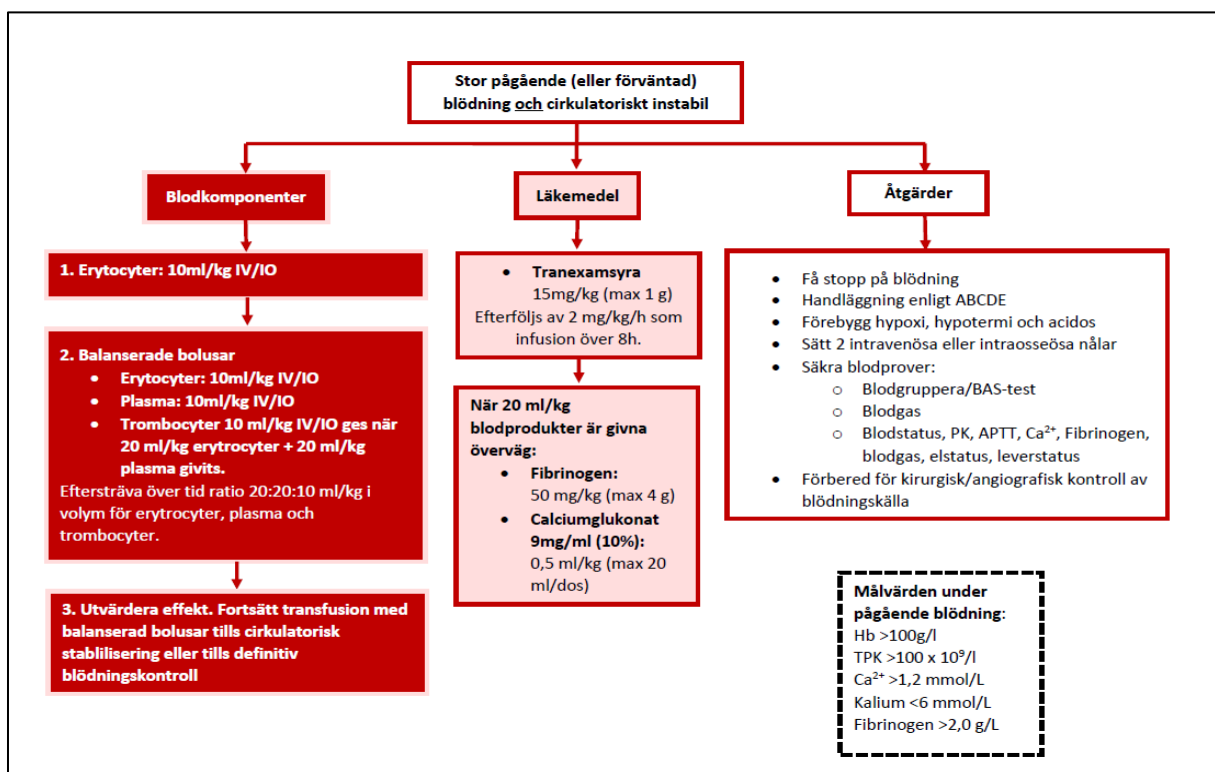 Stor pågående (eller förväntad)
blödning och cirkulatoriskt instabil
Blodkomponenter
1. Erytocyter: 10ml/kg IV/IO
2. Balanserade bolusar
• Erytocyter: 10ml/kg IV/IO
• Plasma: 10ml/kg IV/IO
• Trombocyter 10 ml/kg IV/IO ges när
20 ml/kg erytrocyter + 20 ml/kg
plasma givits.
Eftersträva över tid ratio 20:20:10 ml/kg i
volym för erytrocyter, plasma och
trombocyter.
3. Utvärdera effekt. Fortsätt transfusion med
balanserad bolusar tills cirkulatorisk
stablilisering eller tills definitiv
blödningskontroll
Läkemedel
• Tranexamsyra
15mg/kg (max 1 g)
Efterföljs av 2 mg/kg/h som
infusion över 8h.
När 20 ml/kg
blodprodukter är givna
överväg:
• Fibrinogen:
50 mg/kg (max 4 g)
• Calciumglukonat
9mg/ml (10%):
0,5 ml/kg (max 20
ml/dos)
Åtgärder
• Få stopp på blödning
• Handläggning enligt ABCDE
• Förebygg hypoxi, hypotermi och acidos
• Sätt 2 intravenösa eller intraosseösa nålar
• Säkra blodprover:
o Blodgruppera/BAS-test
o Blodgas
o Blodstatus, PK, APTT, Ca²⁺, Fibrinogen,
blodgas, elstatus, leverstatus
• Förbered för kirurgisk/angiografisk kontroll av
blödningskälla
Målvärden under
pågående blödning:
Hb >100g/l
TPK >100 x 10⁹/l
Ca²⁺ >1,2 mmol/L
Kalium <6 mmol/L
Fibrinogen >2,0 g/L